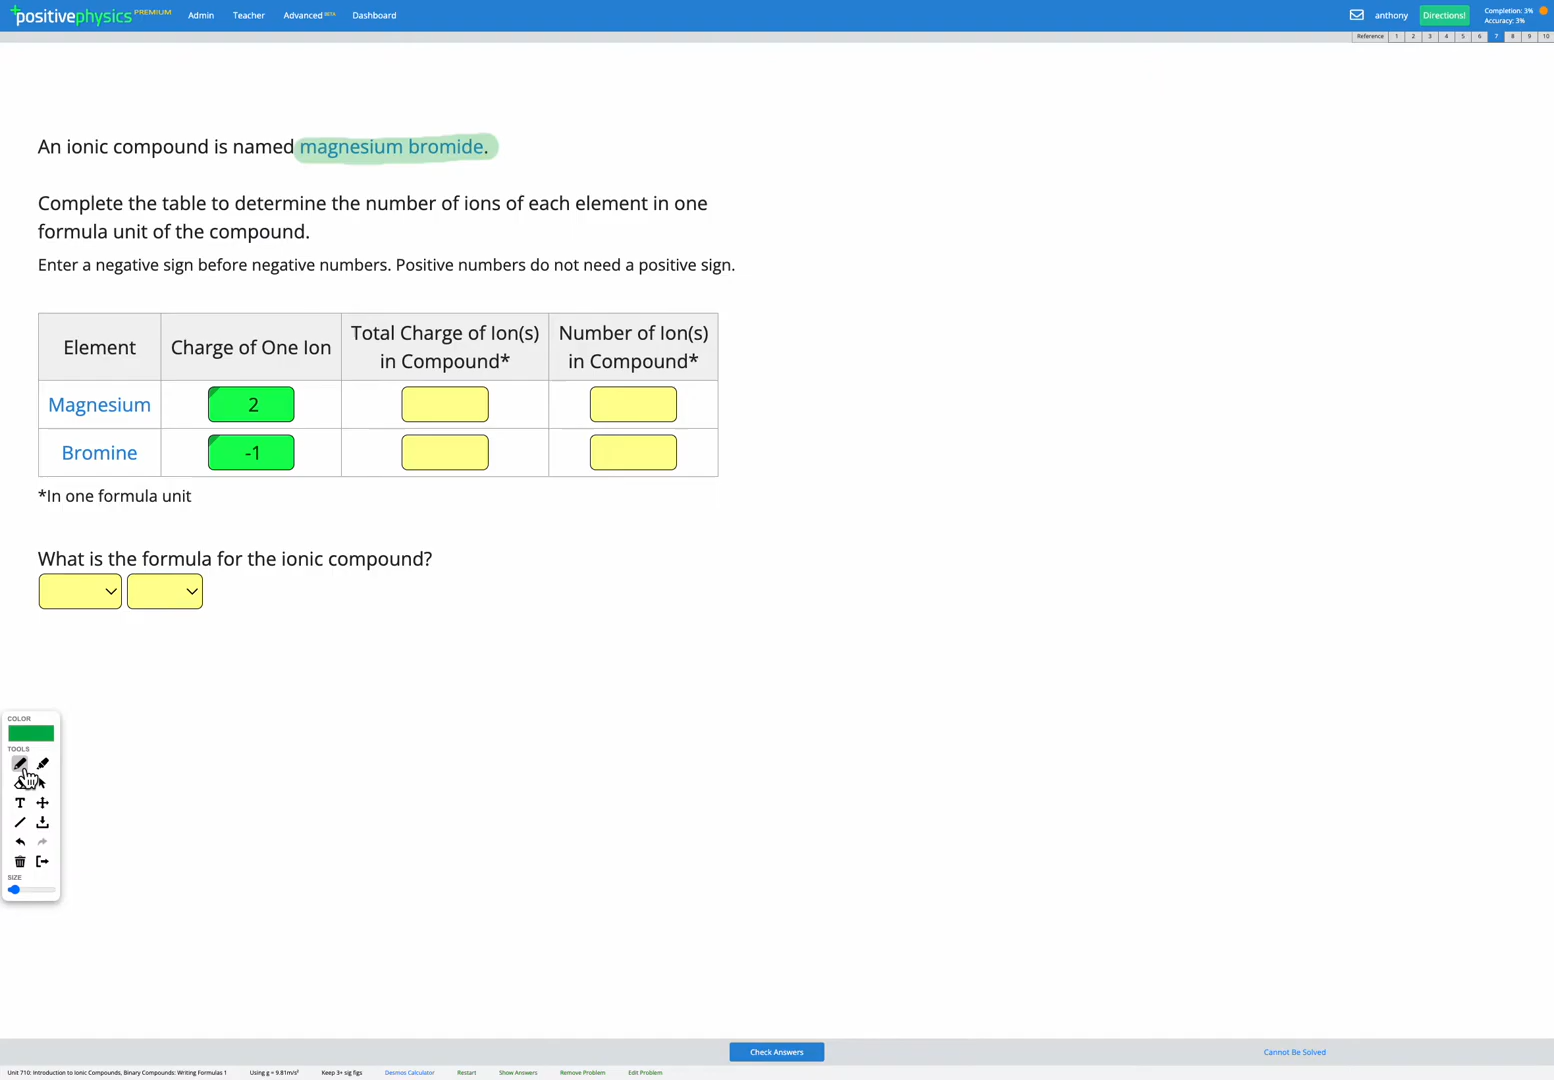 +positivephysics PREMIUM Admin Teacher Advanced BETA Dashboard anthony Directions! Completion: 3%
Accuracy: 3%
Reference 1 2 3 4 5 6 7 8 9 10
An ionic compound is named magnesium bromide.
Complete the table to determine the number of ions of each element in one
formula unit of the compound.
Enter a negative sign before negative numbers. Positive numbers do not need a positive sign.
Element Charge of One Ion Total Charge of Ion(s) in Compound* Number of Ion(s) in Compound*
Magnesium 2
Bromine -1
*In one formula unit
What is the formula for the ionic compound?
COLOR
TOOLS
T
SIZE
Check Answers Cannot Be Solved
Unit 710: Introduction to Ionic Compounds, Binary Compounds: Writing Formulas 1 Using g = 9.81m/s² Keep 3+ sig figs Desmos Calculator Restart Show Answers Remove Problem Edit Problem